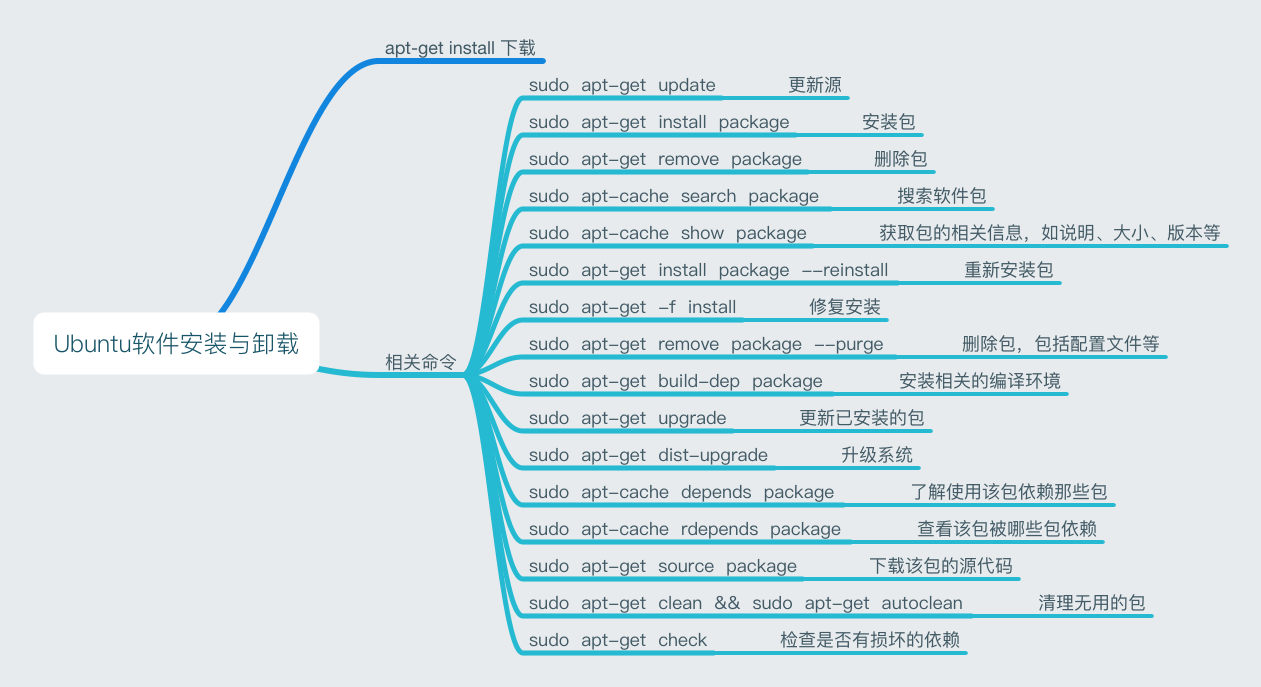 apt-get install 下载
sudo apt-get update 更新源
sudo apt-get install package 安装包
sudo apt-get remove package 删除包
sudo apt-cache search package 搜索软件包
sudo apt-cache show package 获取包的相关信息，如说明、大小、版本等
sudo apt-get install package --reinstall 重新安装包
sudo apt-get -f install 修复安装
Ubuntu软件安装与卸载
sudo apt-get remove package --purge 删除包，包括配置文件等
相关命令
sudo apt-get build-dep package 安装相关的编译环境
sudo apt-get upgrade 更新已安装的包
sudo apt-get dist-upgrade 升级系统
sudo apt-cache depends package 了解使用该包依赖那些包
sudo apt-cache rdepends package 查看该包被哪些包依赖
sudo apt-get source package 下载该包的源代码
sudo apt-get clean && sudo apt-get autoclean 清理无用的包
sudo apt-get check 检查是否有损坏的依赖